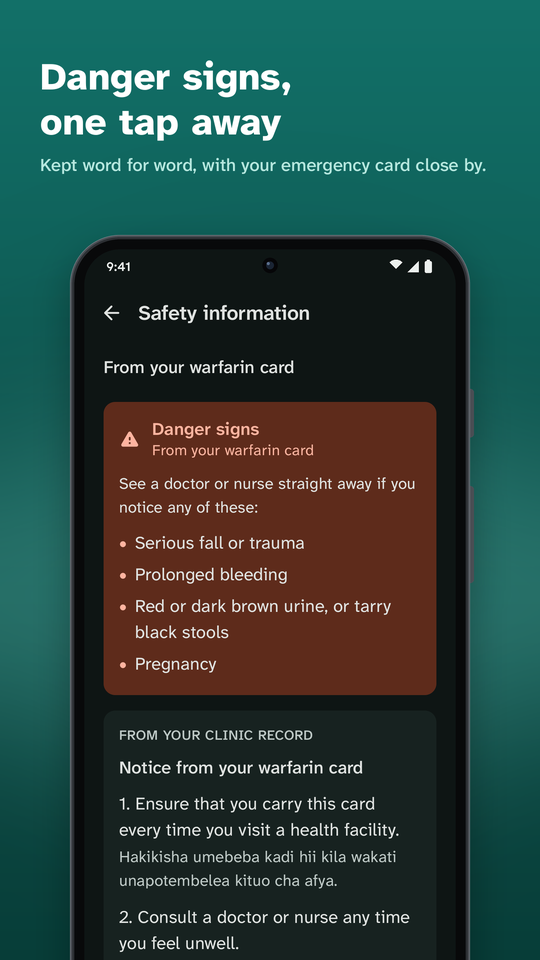 Danger signs,
one tap away
Kept word for word, with your emergency card close by.
9:41
Safety information
From your warfarin card
Danger signs
From your warfarin card
See a doctor or nurse straight away if you
notice any of these:
• Serious fall or trauma
• Prolonged bleeding
• Red or dark brown urine, or tarry
black stools
• Pregnancy
FROM YOUR CLINIC RECORD
Notice from your warfarin card
1. Ensure that you carry this card
every time you visit a health facility.
Hakikisha umebeba kadi hii kila wakati
unapotembelea kituo cha afya.
2. Consult a doctor or nurse any time
you feel unwell.